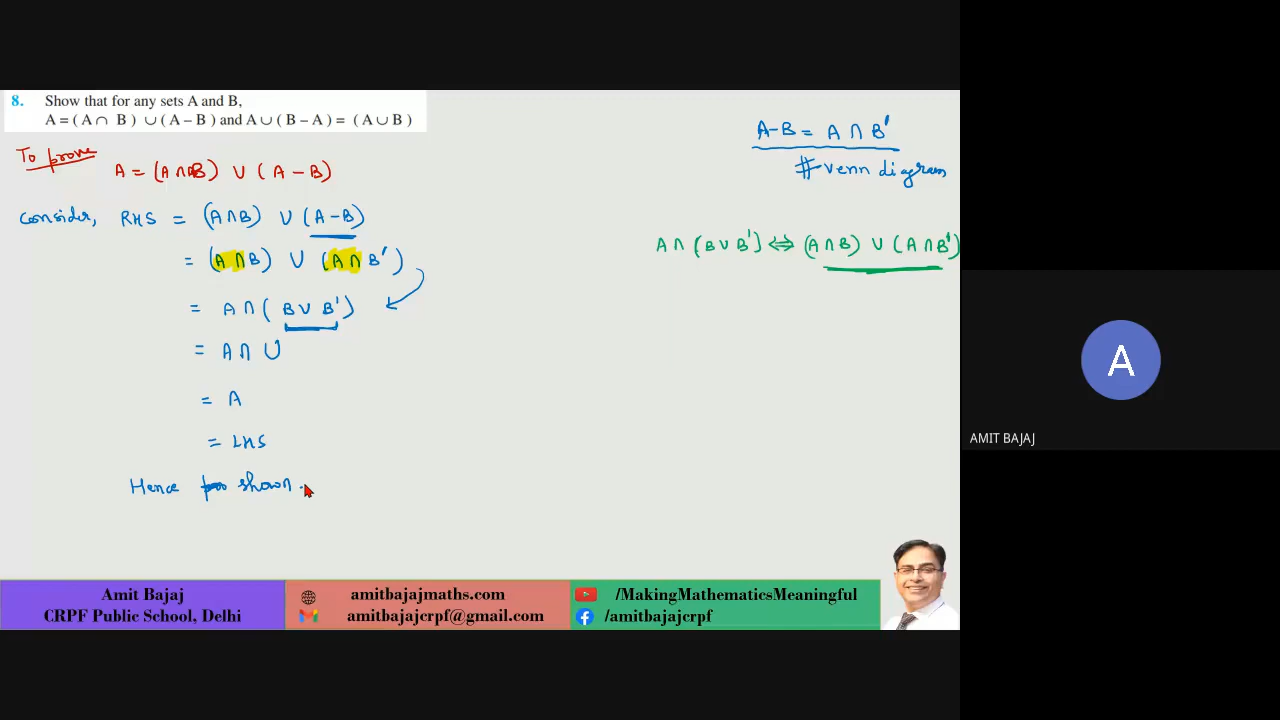 8. Show that for any sets A and B,
A = ( A ∩ B ) ∪ ( A – B ) and A ∪ ( B – A ) = ( A ∪ B )
To prove
A = (A ∩ B) ∪ (A - B)
Consider, RHS = (A ∩ B) ∪ (A - B)
= (A ∩ B) ∪ (A ∩ B')
= A ∩ (B ∪ B')
= A ∩ U
= A
= LHS
Hence shown.
A-B = A ∩ B'
# venn diagram
A ∩ (B ∪ B') ⇔ (A ∩ B) ∪ (A ∩ B')
A
AMIT BAJAJ
Amit Bajaj
CRPF Public School, Delhi
amitbajajmaths.com
amitbajajcrpf@gmail.com
/MakingMathematicsMeaningful
/amitbajajcrpf